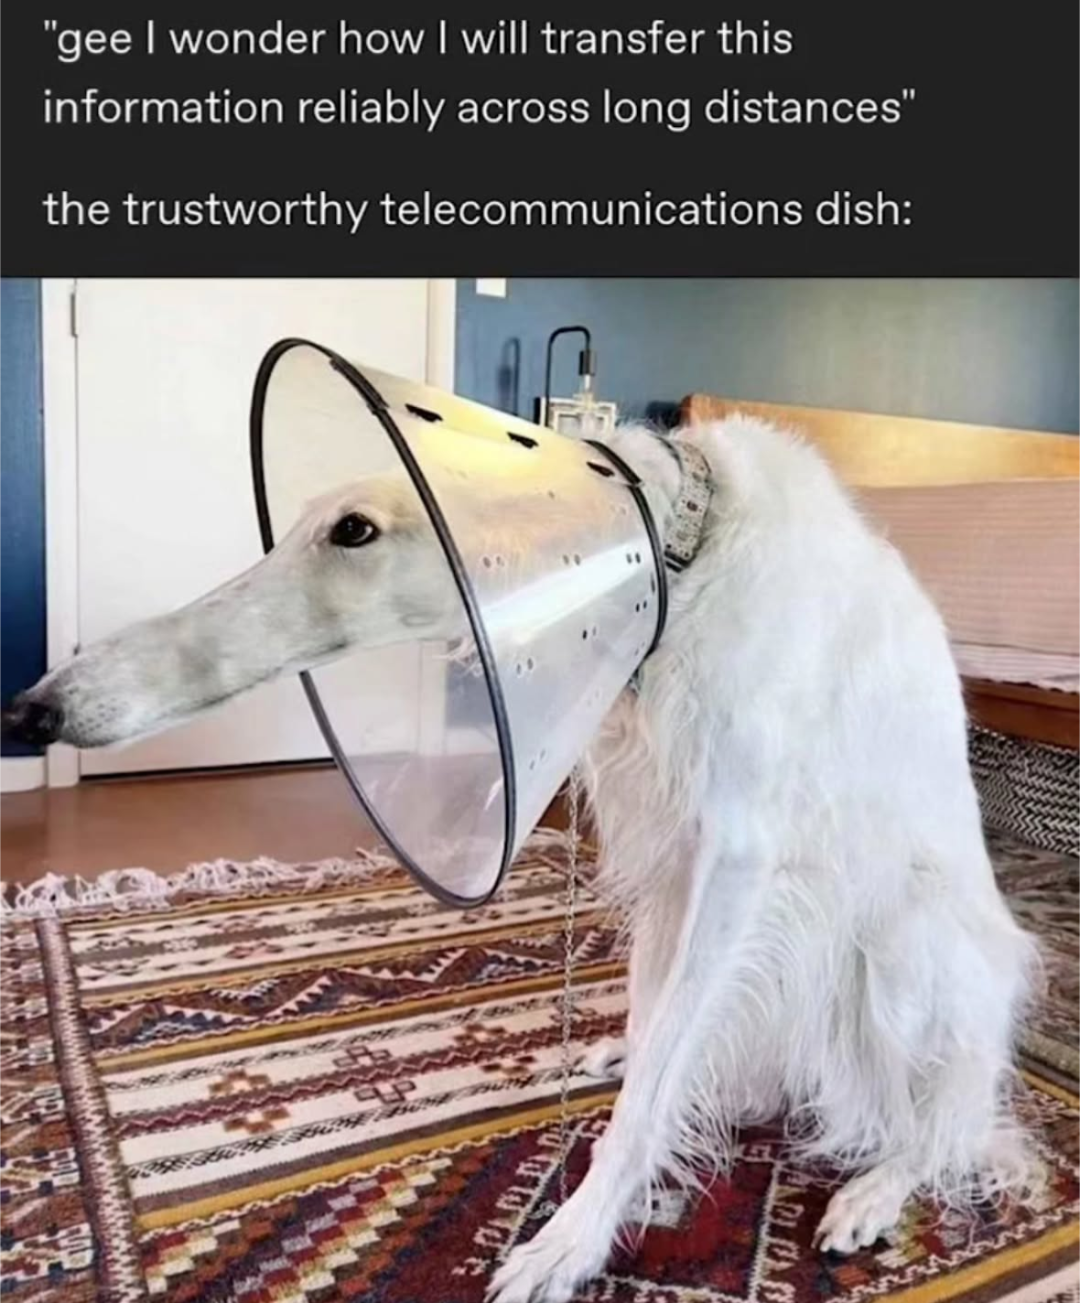 "gee I wonder how I will transfer this
information reliably across long distances"
the trustworthy telecommunications dish: